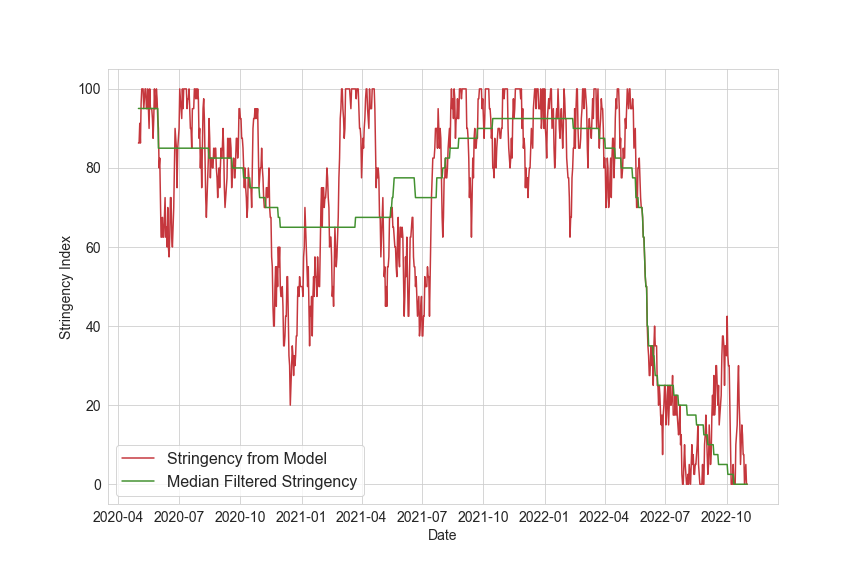 Stringency Index
100
80
60
40
20
0
Stringency from Model
Median Filtered Stringency
2020-04 2020-07 2020-10 2021-01 2021-04 2021-07 2021-10 2022-01 2022-04 2022-07 2022-10
Date